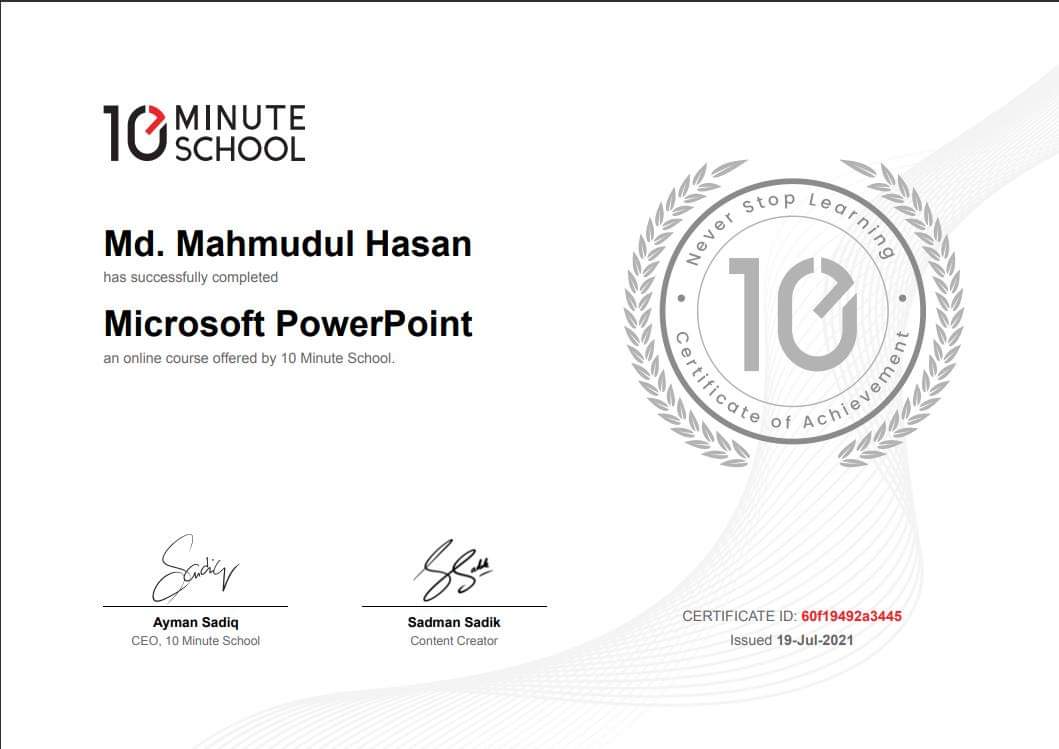 10 MINUTE
SCHOOL
Md. Mahmudul Hasan
has successfully completed
Microsoft PowerPoint
an online course offered by 10 Minute School.
Never Stop Learning
10
Certificate of Achievement
Ayman Sadiq
CEO, 10 Minute School
Sadman Sadik
Content Creator
CERTIFICATE ID: 60f19492a3445
Issued 19-Jul-2021